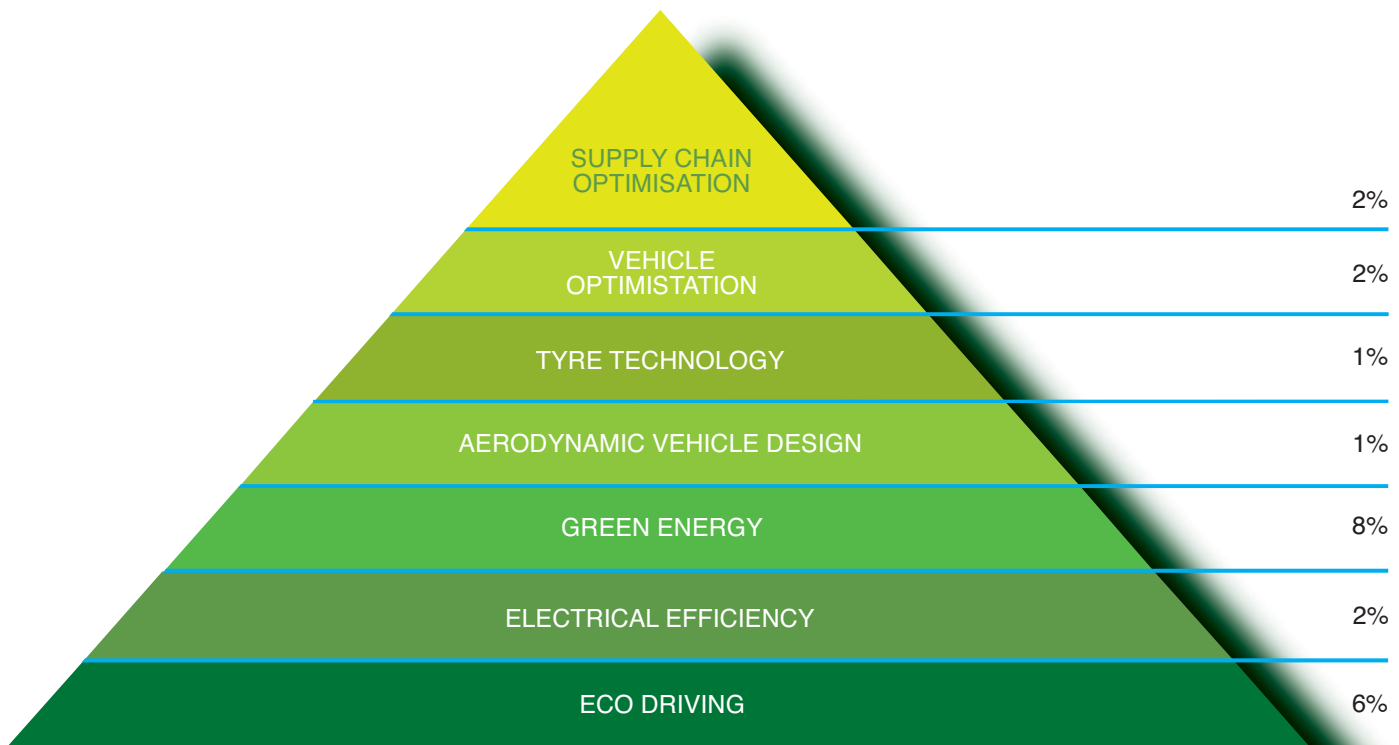 SUPPLY CHAIN
OPTIMISATION
2%
VEHICLE
OPTIMISTATION
2%
TYRE TECHNOLOGY
1%
AERODYNAMIC VEHICLE DESIGN
1%
GREEN ENERGY
8%
ELECTRICAL EFFICIENCY
2%
ECO DRIVING
6%